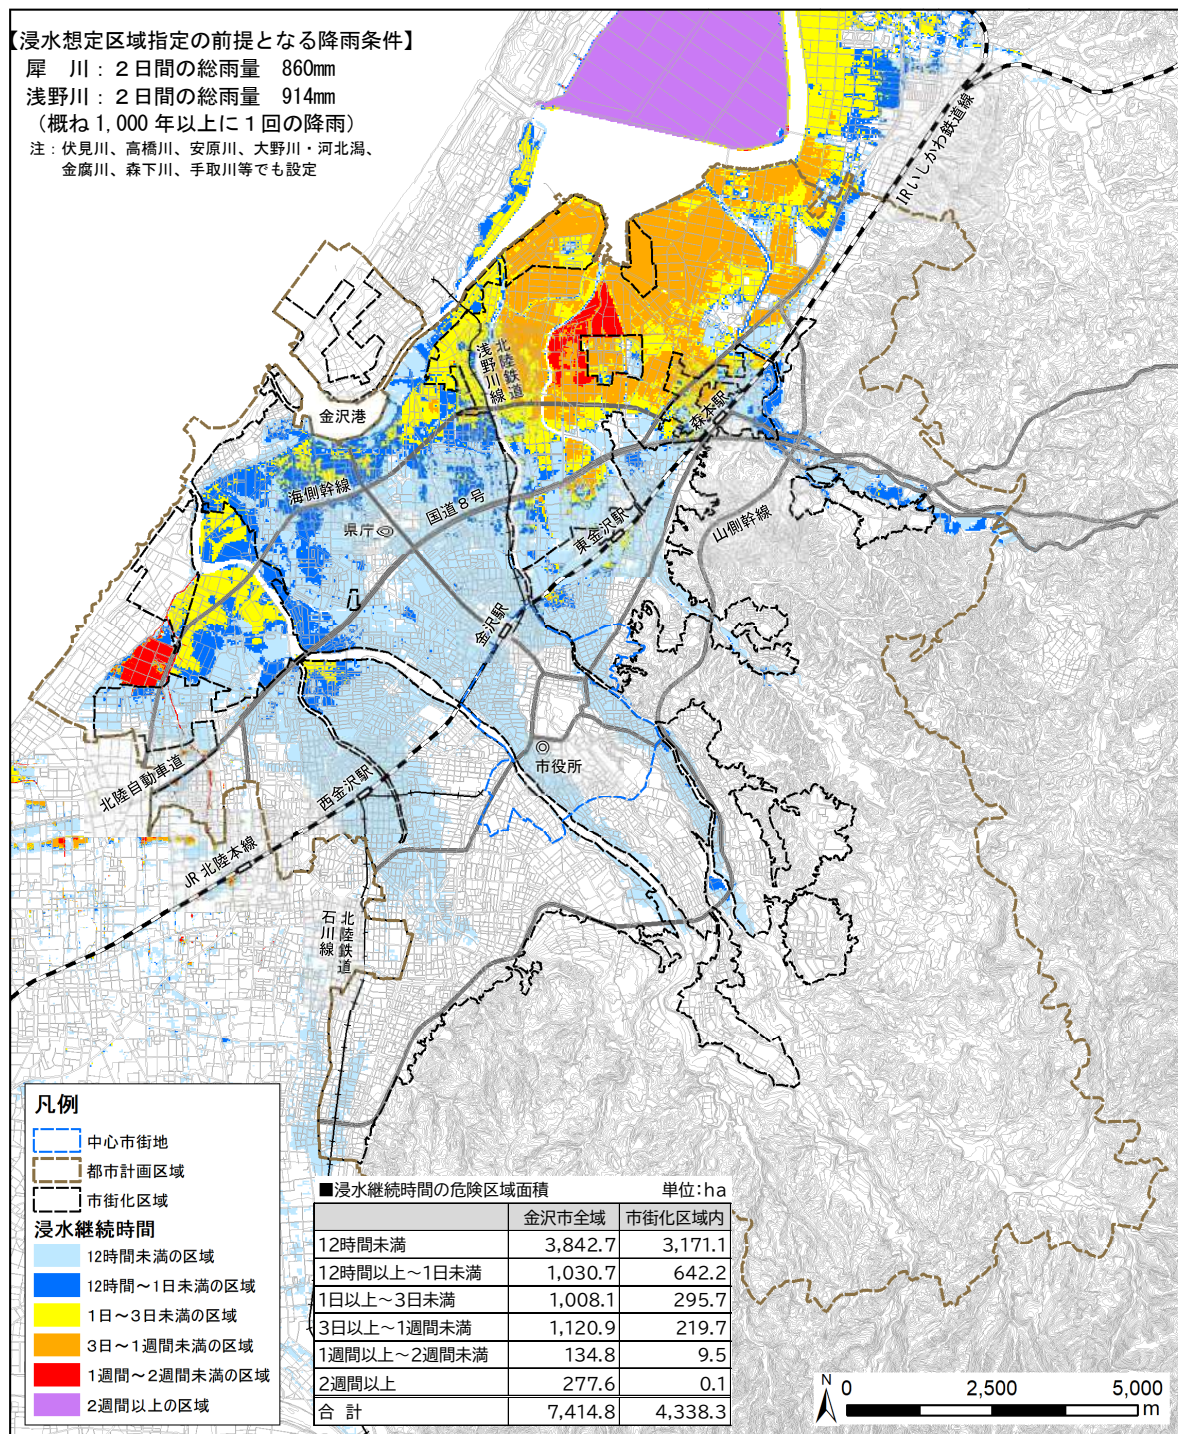 【浸水想定区域指定の前提となる降雨条件】
犀　川：２日間の総雨量　860mm
浅野川：２日間の総雨量　914mm
（概ね1,000年以上に１回の降雨）
注：伏見川、高橋川、安原川、大野川・河北潟、
金腐川、森下川、手取川等でも設定
IRいしかわ鉄道線
北陸鉄道
浅野川線
金沢港
森本駅
海側幹線
国道８号
県庁
東金沢駅
山側幹線
金沢駅
市役所
北陸自動車道
西金沢駅
JR北陸本線
北陸鉄道
石川線
凡例
中心市街地
都市計画区域
市街化区域
浸水継続時間
12時間未満の区域
12時間～1日未満の区域
1日～3日未満の区域
3日～1週間未満の区域
1週間～2週間未満の区域
2週間以上の区域
■浸水継続時間の危険区域面積　単位：ha
金沢市全域　市街化区域内
12時間未満　3,842.7　3,171.1
12時間以上～1日未満　1,030.7　642.2
1日以上～3日未満　1,008.1　295.7
3日以上～1週間未満　1,120.9　219.7
1週間以上～2週間未満　134.8　9.5
2週間以上　277.6　0.1
合 計　7,414.8　4,338.3
N
0　2,500　5,000
m